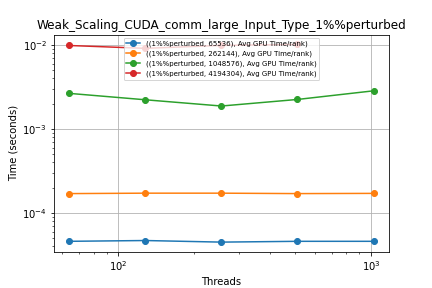 Weak_Scaling_CUDA_comm_large_Input_Type_1%%perturbed
((1%%perturbed, 65536), Avg GPU Time/rank)
((1%%perturbed, 262144), Avg GPU Time/rank)
((1%%perturbed, 1048576), Avg GPU Time/rank)
((1%%perturbed, 4194304), Avg GPU Time/rank)
Time (seconds)
10⁻²
10⁻³
10⁻⁴
10²
10³
Threads